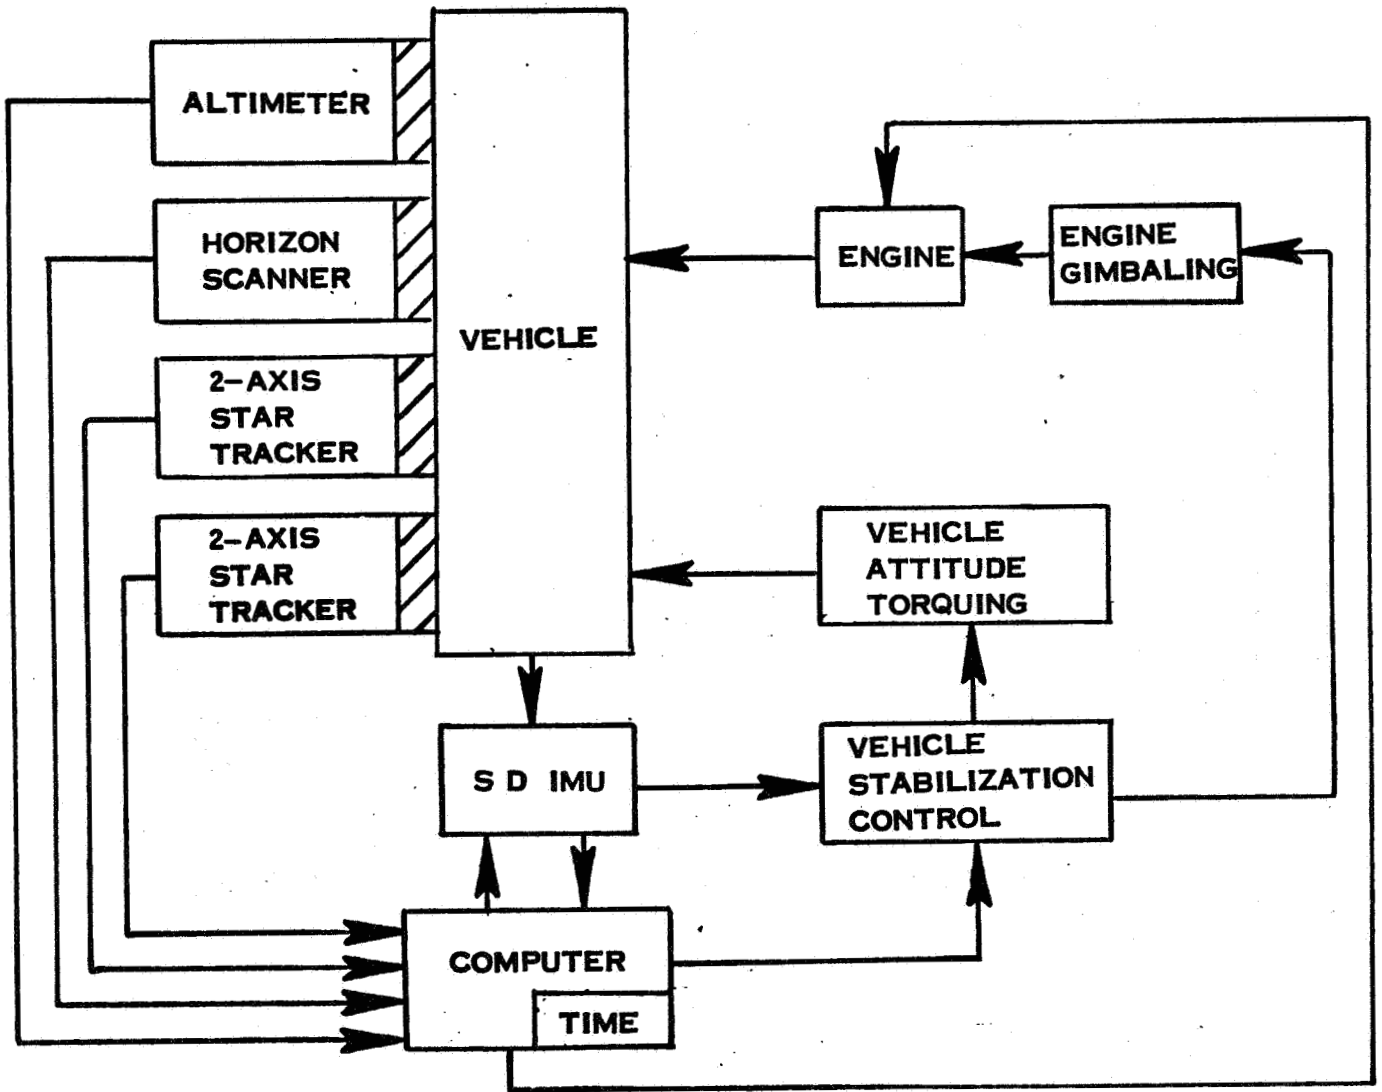 ALTIMETER
HORIZON
SCANNER
2-AXIS
STAR
TRACKER
2-AXIS
STAR
TRACKER
VEHICLE
ENGINE
ENGINE
GIMBALING
VEHICLE
ATTITUDE
TORQUING
S D IMU
VEHICLE
STABILIZATION
CONTROL
COMPUTER
TIME